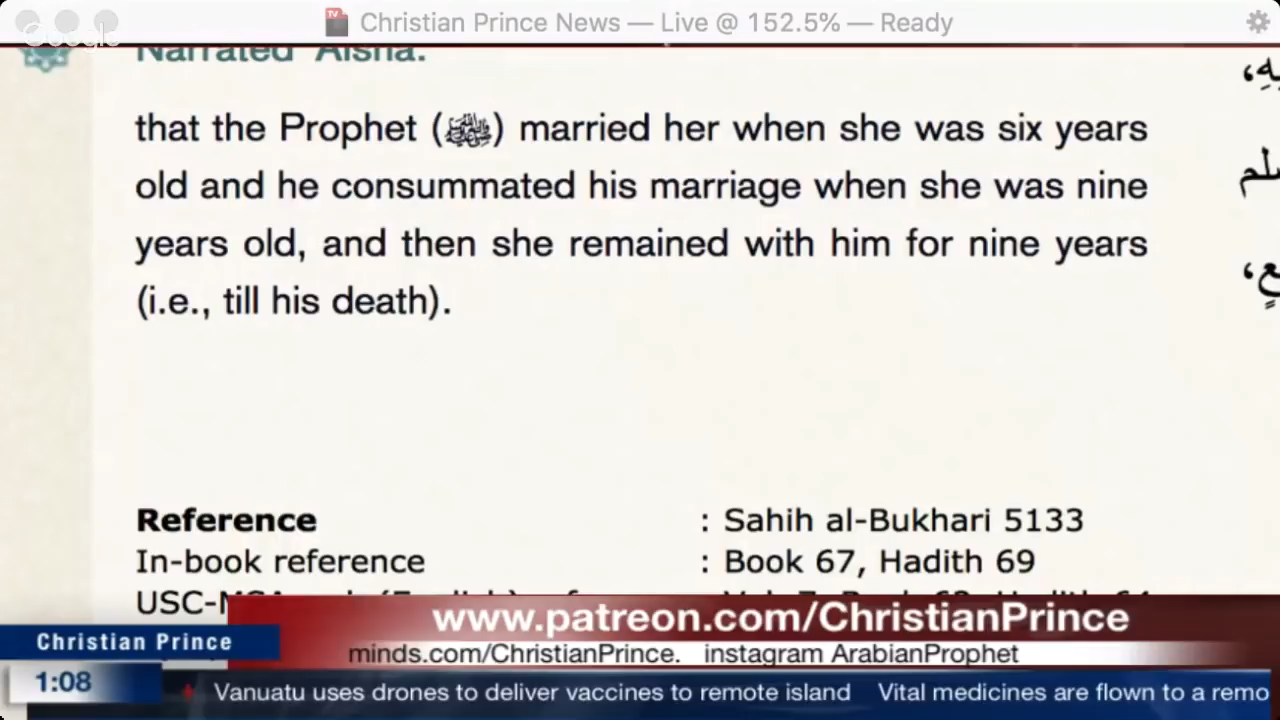 Christian Prince News — Live @ 152.5% — Ready
Google
Narrated `Aisha:
that the Prophet (ﷺ) married her when she was six years
old and he consummated his marriage when she was nine
years old, and then she remained with him for nine years
(i.e., till his death).
Reference : Sahih al-Bukhari 5133
In-book reference : Book 67, Hadith 69
www.patreon.com/ChristianPrince
Christian Prince
minds.com/ChristianPrince. instagram ArabianProphet
1:08
Vanuatu uses drones to deliver vaccines to remote island Vital medicines are flown to a remo